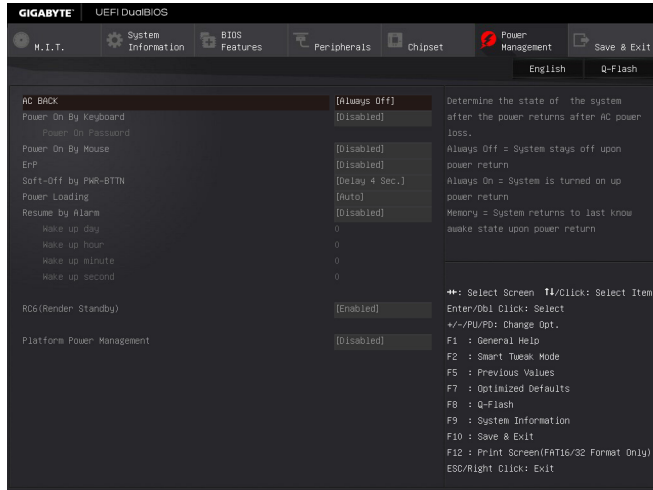 GIGABYTE™ UEFI DualBIOS
M.I.T.
System Information
BIOS Features
Peripherals
Chipset
Power Management
Save & Exit
English
Q-Flash
AC BACK [Always Off]
Power On By Keyboard [Disabled]
Power On Password
Power On By Mouse [Disabled]
ErP [Disabled]
Soft-Off by PWR-BTTN [Delay 4 Sec.]
Power Loading [Auto]
Resume by Alarm [Disabled]
Wake up day 0
Wake up hour 0
Wake up minute 0
Wake up second 0
RC6(Render Standby) [Enabled]
Platform Power Management [Disabled]
Determine the state of the system
after the power returns after AC power
loss.
Always Off = System stays off upon
power return
Always On = System is turned on up
power return
Memory = System returns to last know
awake state upon power return
→←: Select Screen ↑↓/Click: Select Item
Enter/Dbl Click: Select
+/-/PU/PD: Change Opt.
F1 : General Help
F2 : Smart Tweak Mode
F5 : Previous Values
F7 : Optimized Defaults
F8 : Q-Flash
F9 : System Information
F10 : Save & Exit
F12 : Print Screen(FAT16/32 Format Only)
ESC/Right Click: Exit